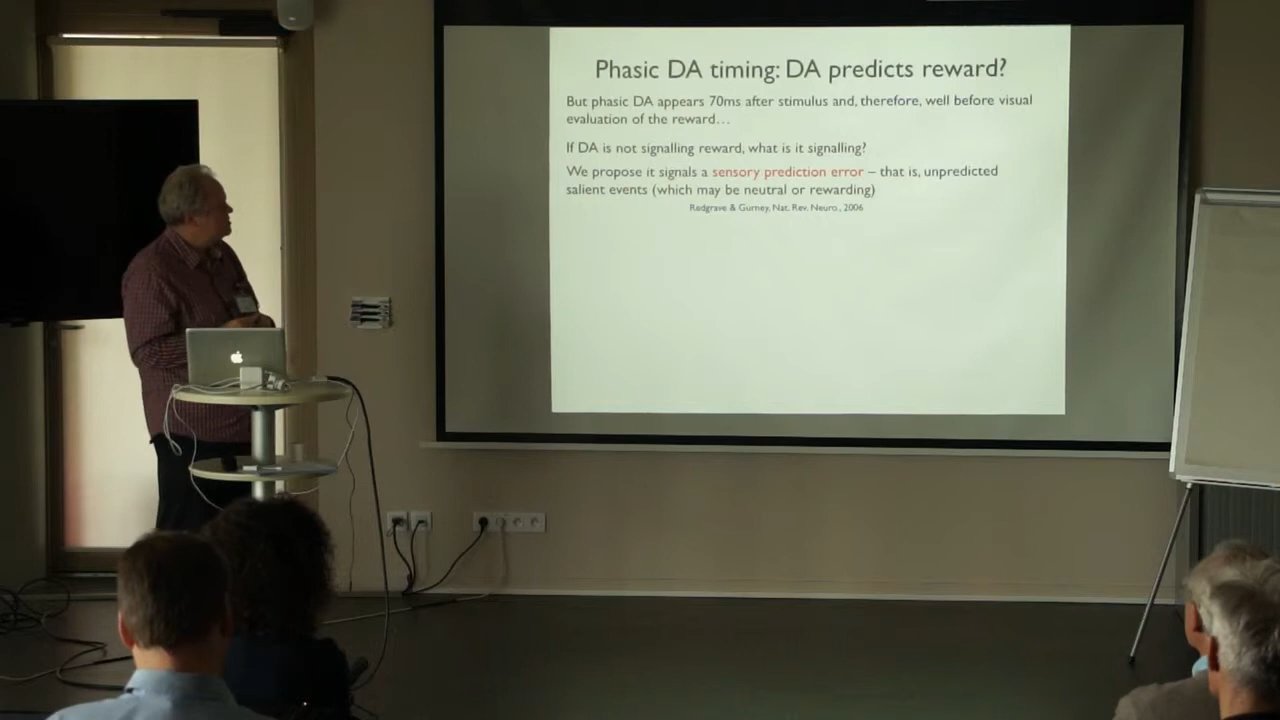 Phasic DA timing: DA predicts reward?
But phasic DA appears 70ms after stimulus and, therefore, well before visual
evaluation of the reward…
If DA is not signalling reward, what is it signalling?
We propose it signals a sensory prediction error – that is, unpredicted
salient events (which may be neutral or rewarding)
Redgrave & Gurney, Nat. Rev. Neuro., 2006